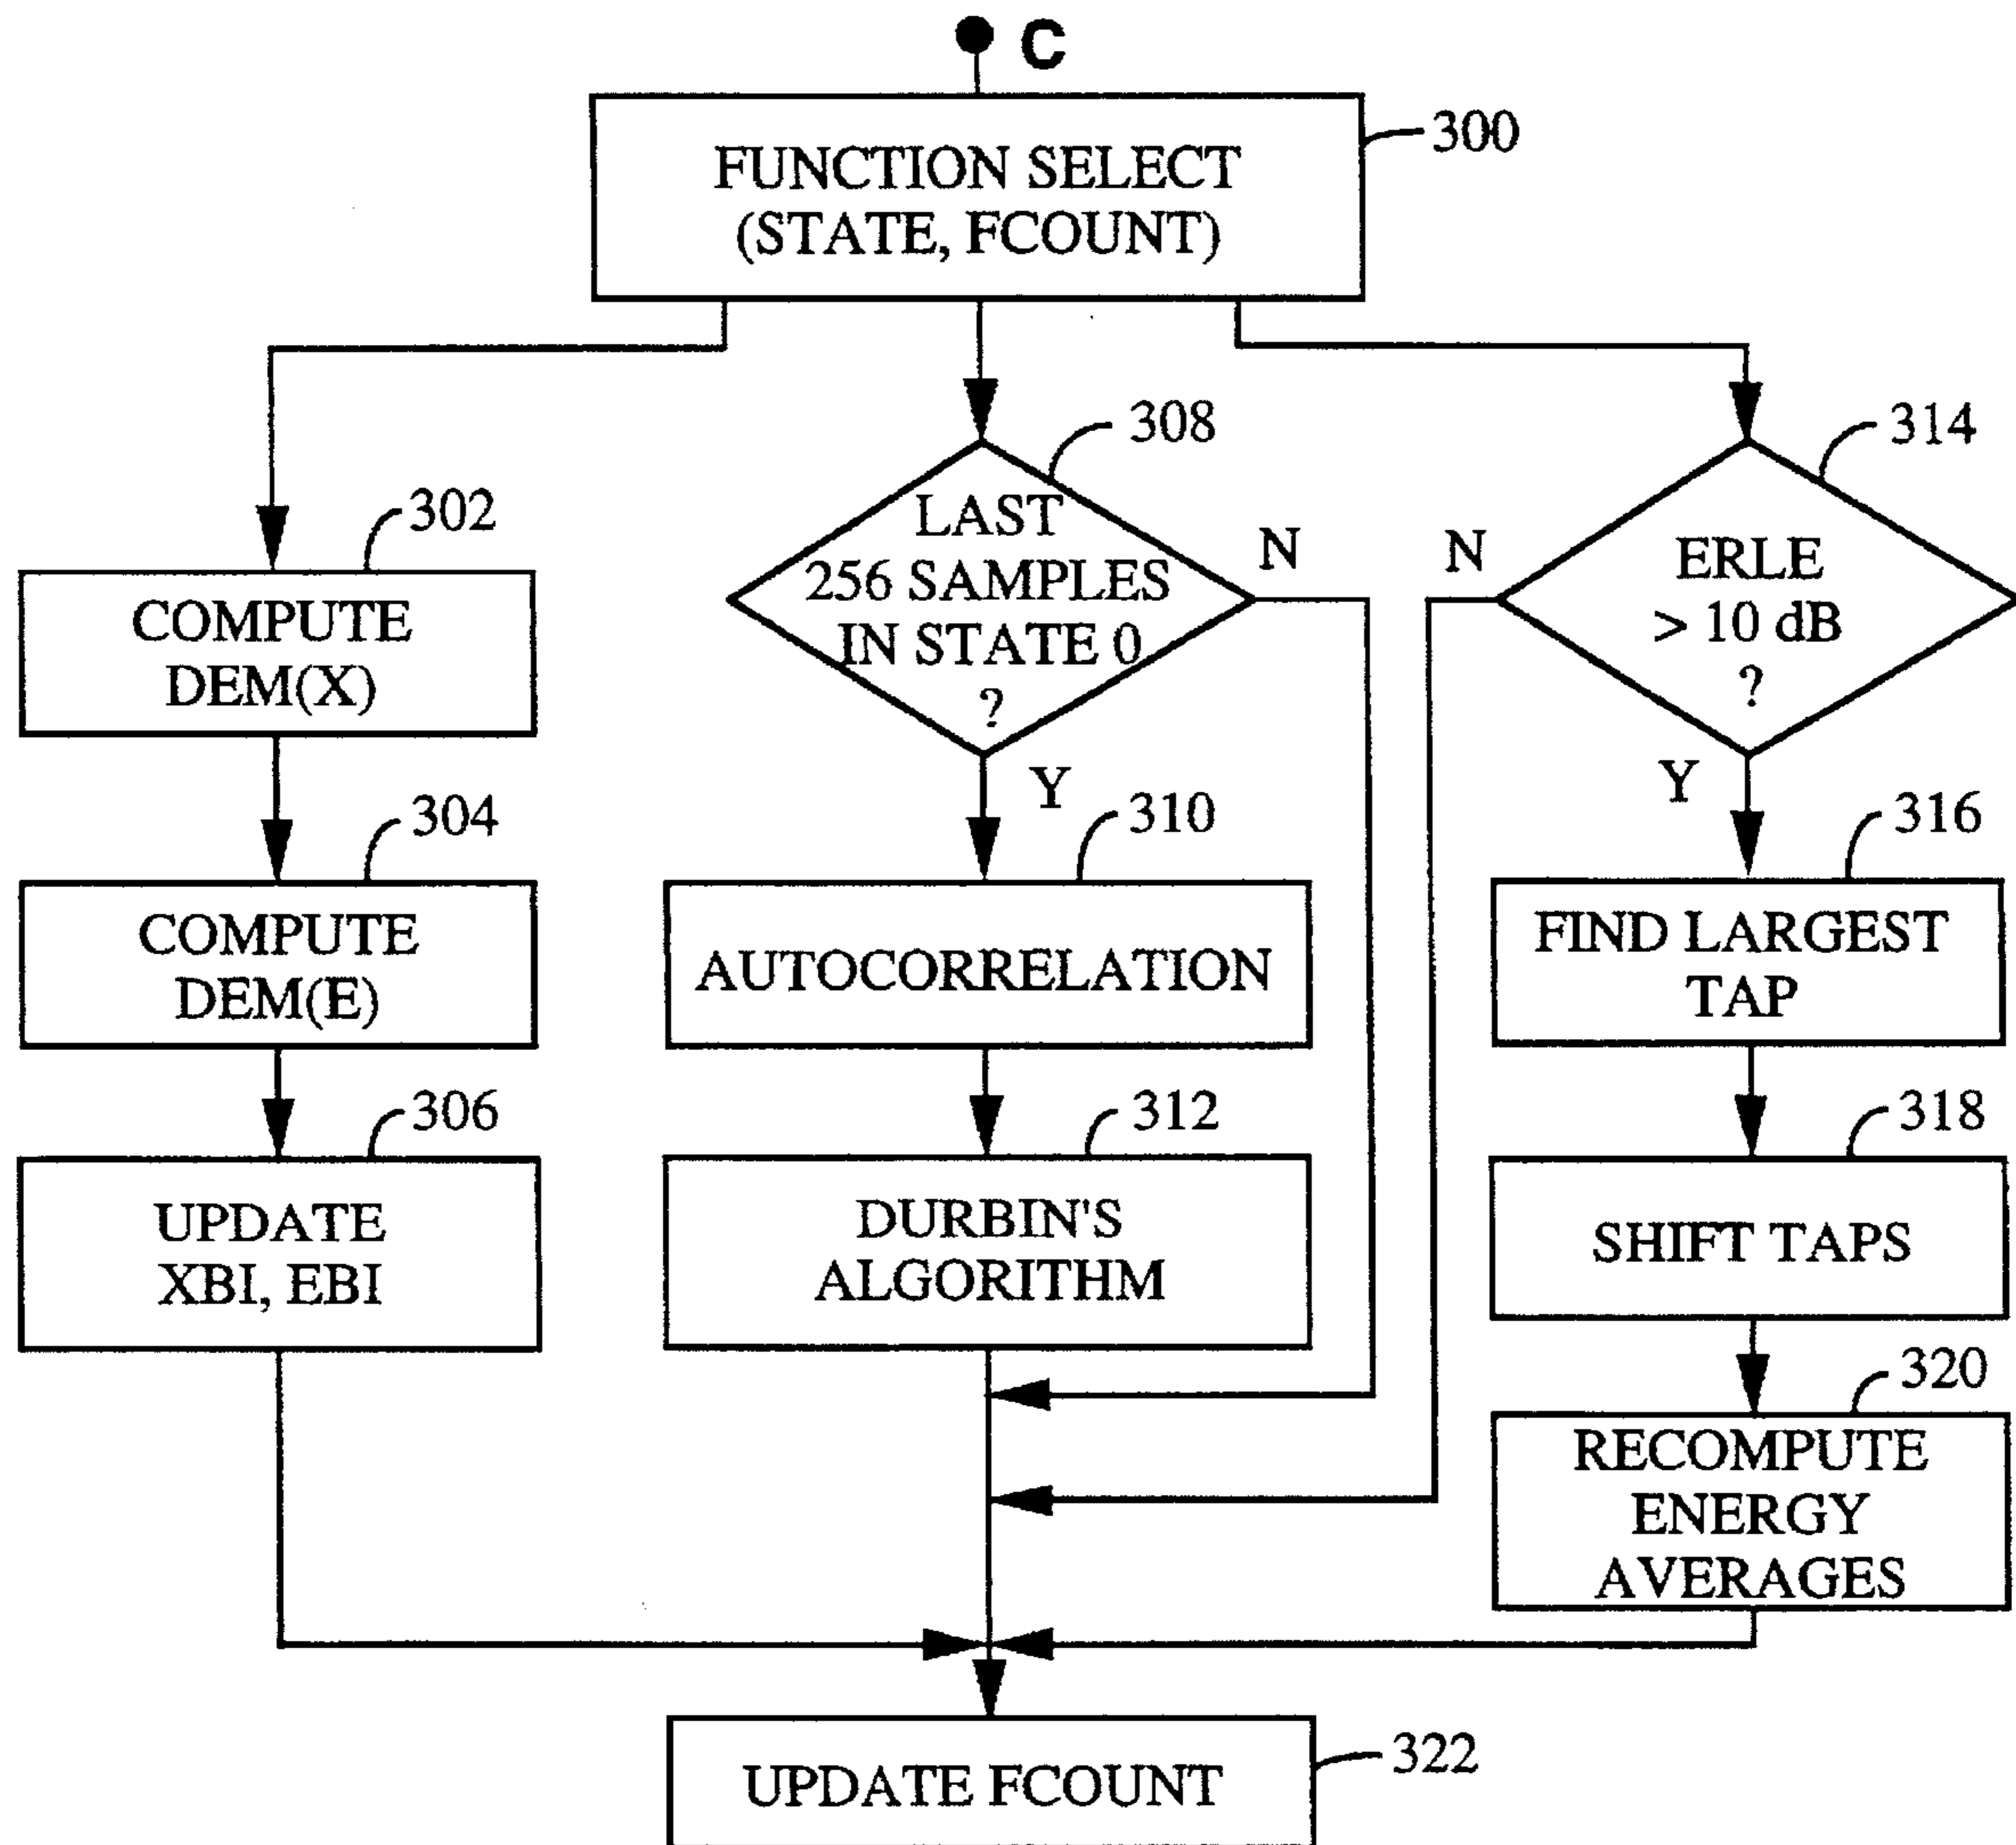 C
FUNCTION SELECT
(STATE, FCOUNT)
300
302
COMPUTE
DEM(X)
304
COMPUTE
DEM(E)
306
UPDATE
XBI, EBI
308
LAST
256 SAMPLES
IN STATE 0
?
N
Y
310
AUTOCORRELATION
312
DURBIN'S
ALGORITHM
314
ERLE
> 10 dB
?
N
Y
316
FIND LARGEST
TAP
318
SHIFT TAPS
320
RECOMPUTE
ENERGY
AVERAGES
UPDATE FCOUNT
322